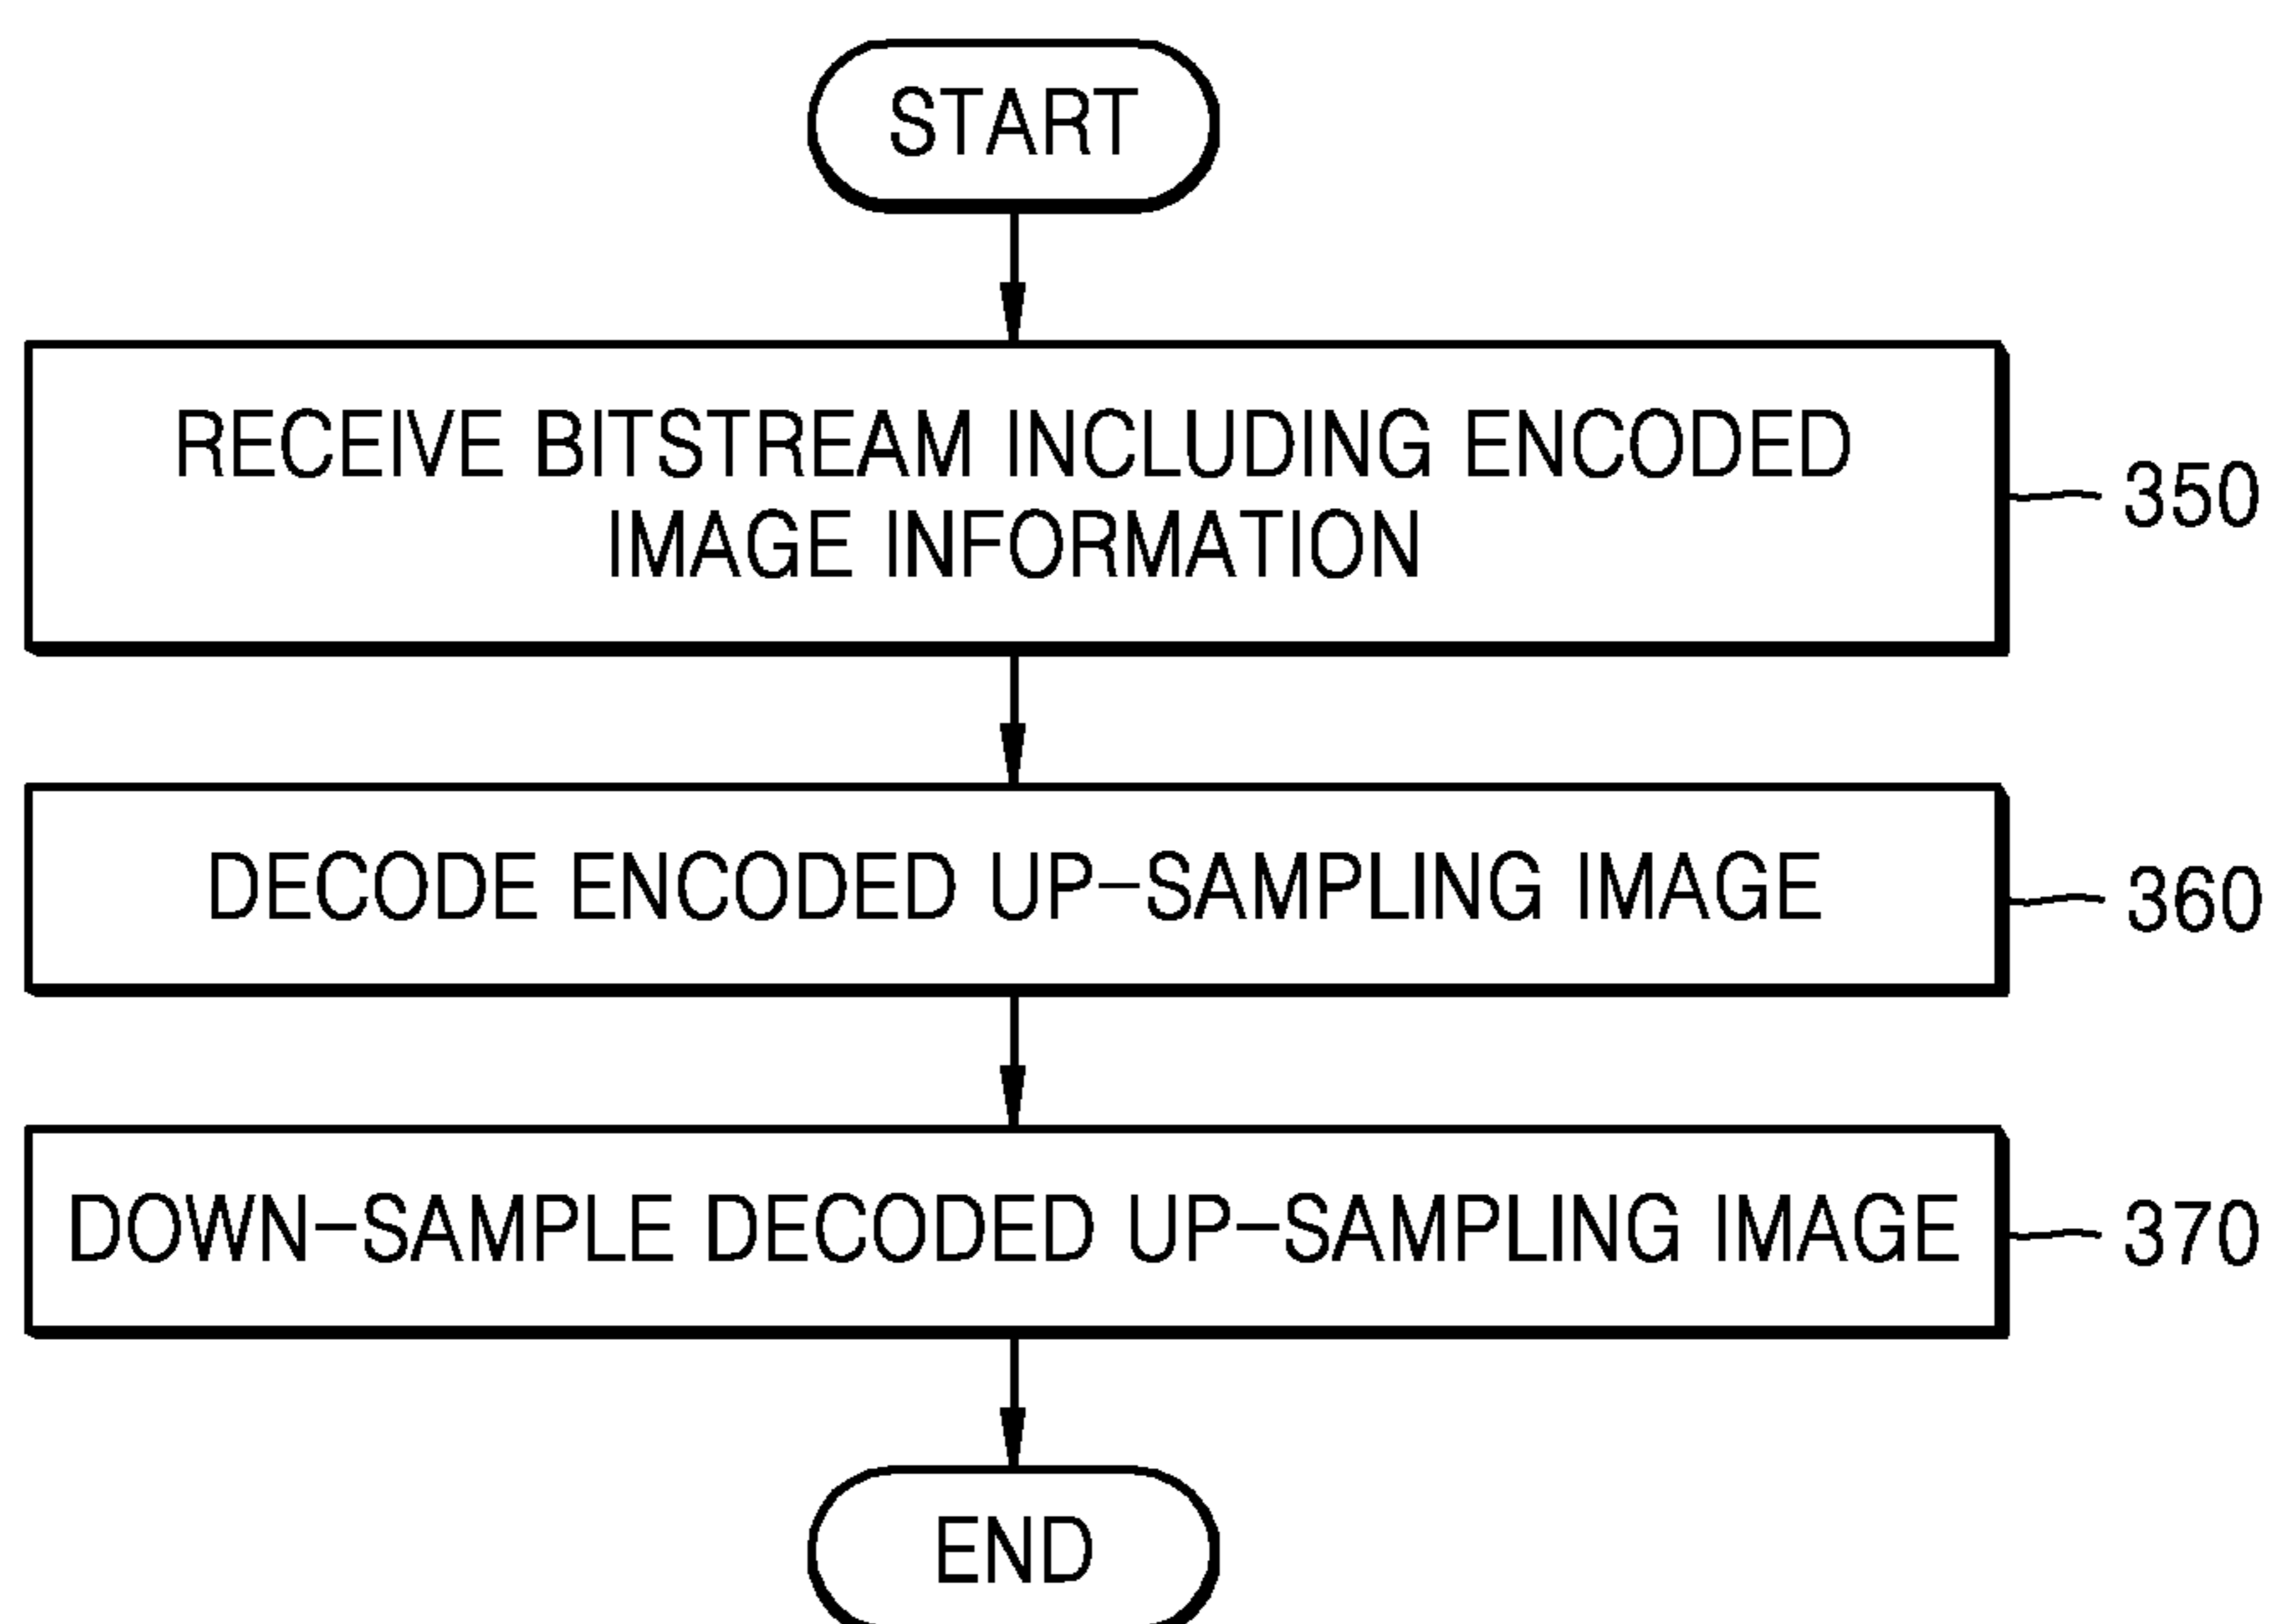 START
RECEIVE BITSTREAM INCLUDING ENCODED
IMAGE INFORMATION
350
DECODE ENCODED UP-SAMPLING IMAGE
360
DOWN-SAMPLE DECODED UP-SAMPLING IMAGE
370
END